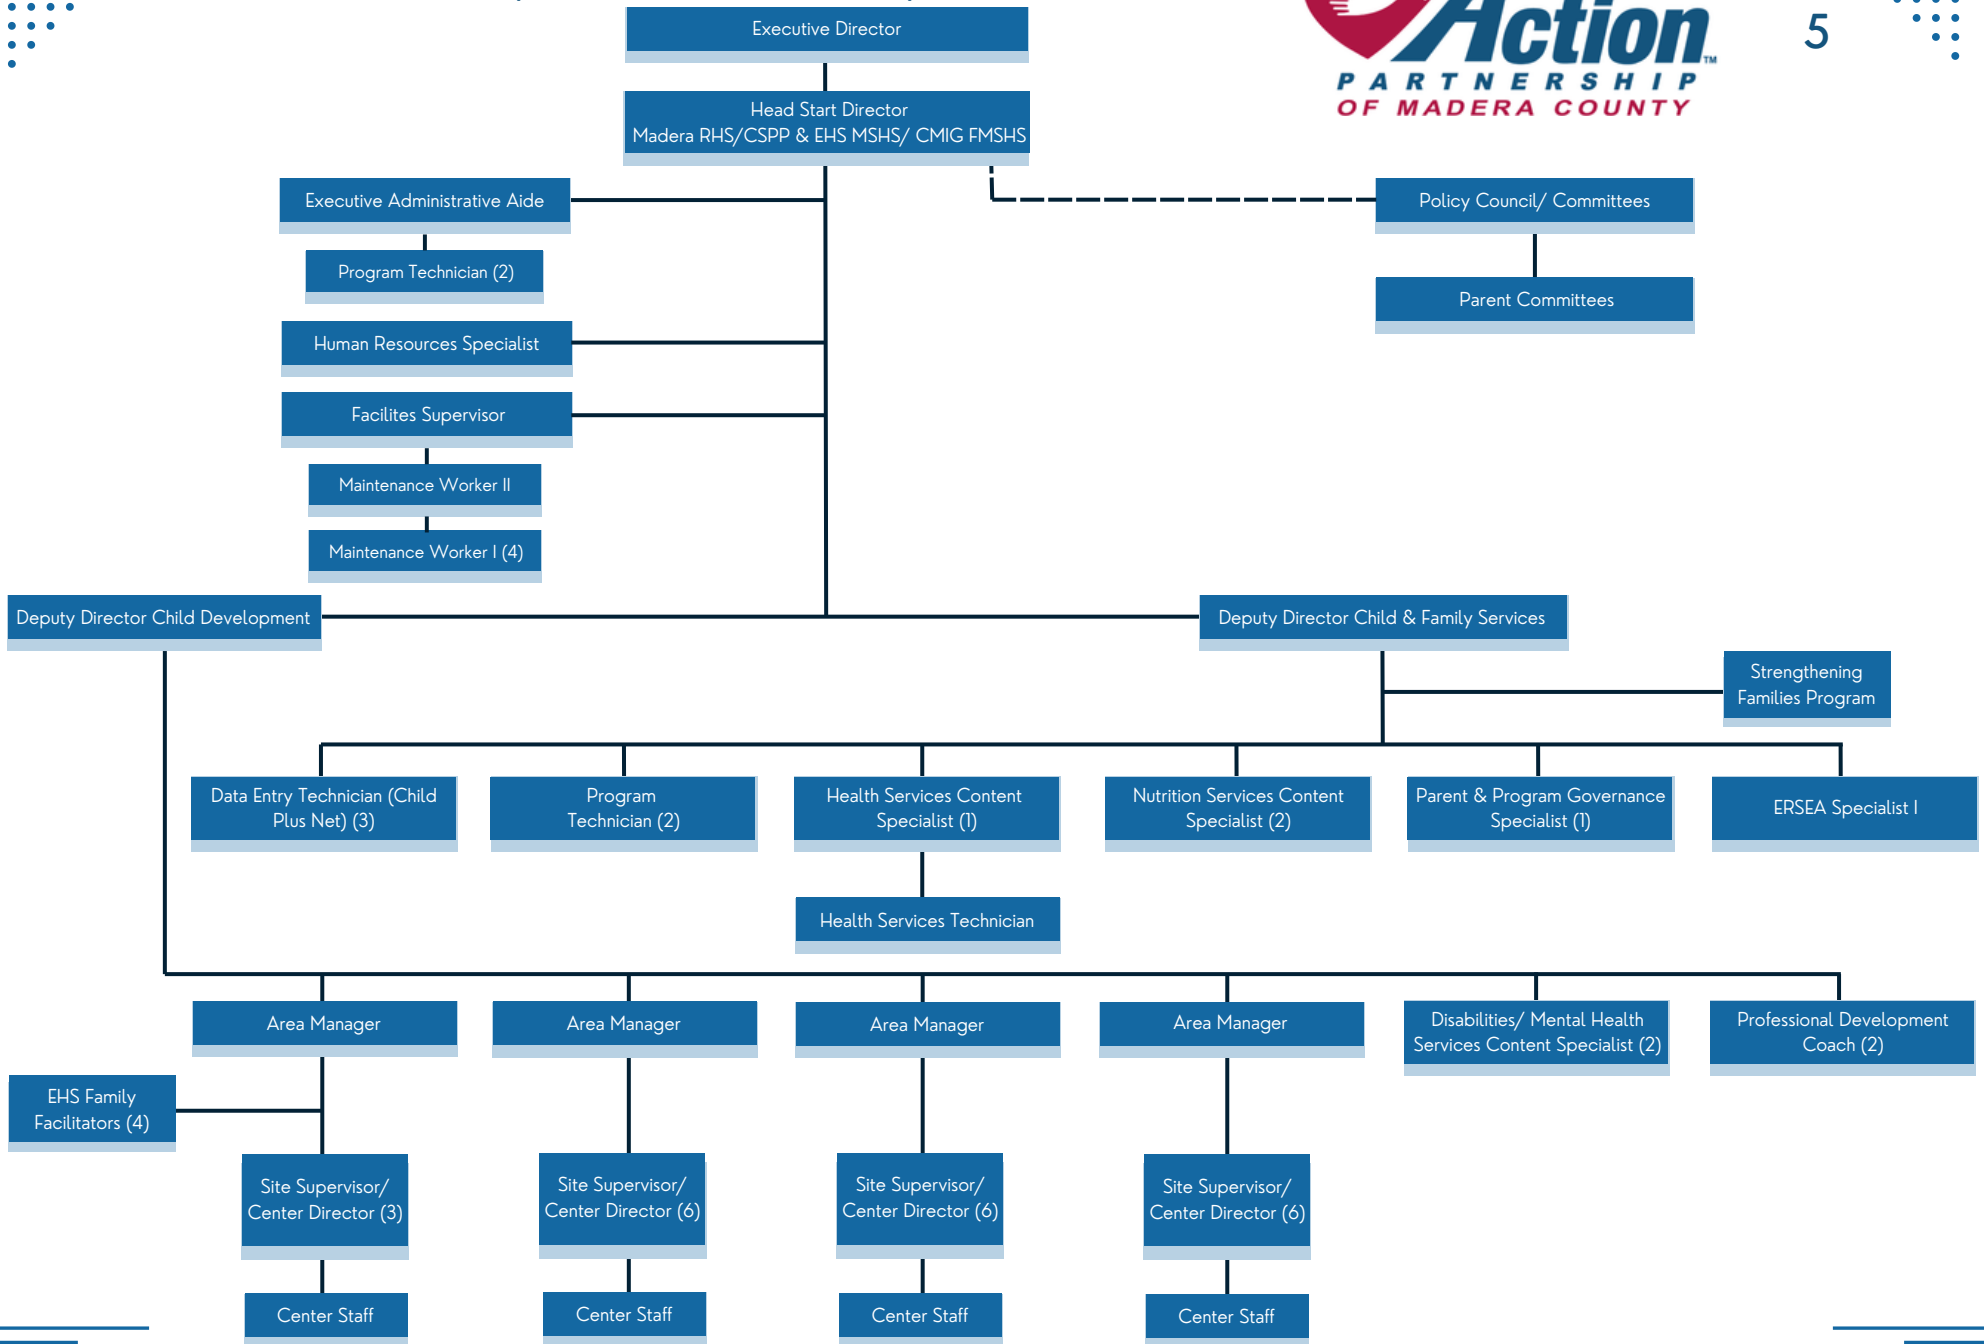 Executive Director
Action™
PARTNERSHIP
OF MADERA COUNTY
5
Head Start Director
Madera RHS/CSPP & EHS MSHS/ CMIG FMSHS
Executive Administrative Aide
Policy Council/ Committees
Program Technician (2)
Parent Committees
Human Resources Specialist
Facilites Supervisor
Maintenance Worker II
Maintenance Worker I (4)
Deputy Director Child Development
Deputy Director Child & Family Services
Strengthening
Families Program
Data Entry Technician (Child
Plus Net) (3)
Program
Technician (2)
Health Services Content
Specialist (1)
Nutrition Services Content
Specialist (2)
Parent & Program Governance
Specialist (1)
ERSEA Specialist I
Health Services Technician
Area Manager
Area Manager
Area Manager
Area Manager
Disabilities/ Mental Health
Services Content Specialist (2)
Professional Development
Coach (2)
EHS Family
Facilitators (4)
Site Supervisor/
Center Director (3)
Site Supervisor/
Center Director (6)
Site Supervisor/
Center Director (6)
Site Supervisor/
Center Director (6)
Center Staff
Center Staff
Center Staff
Center Staff